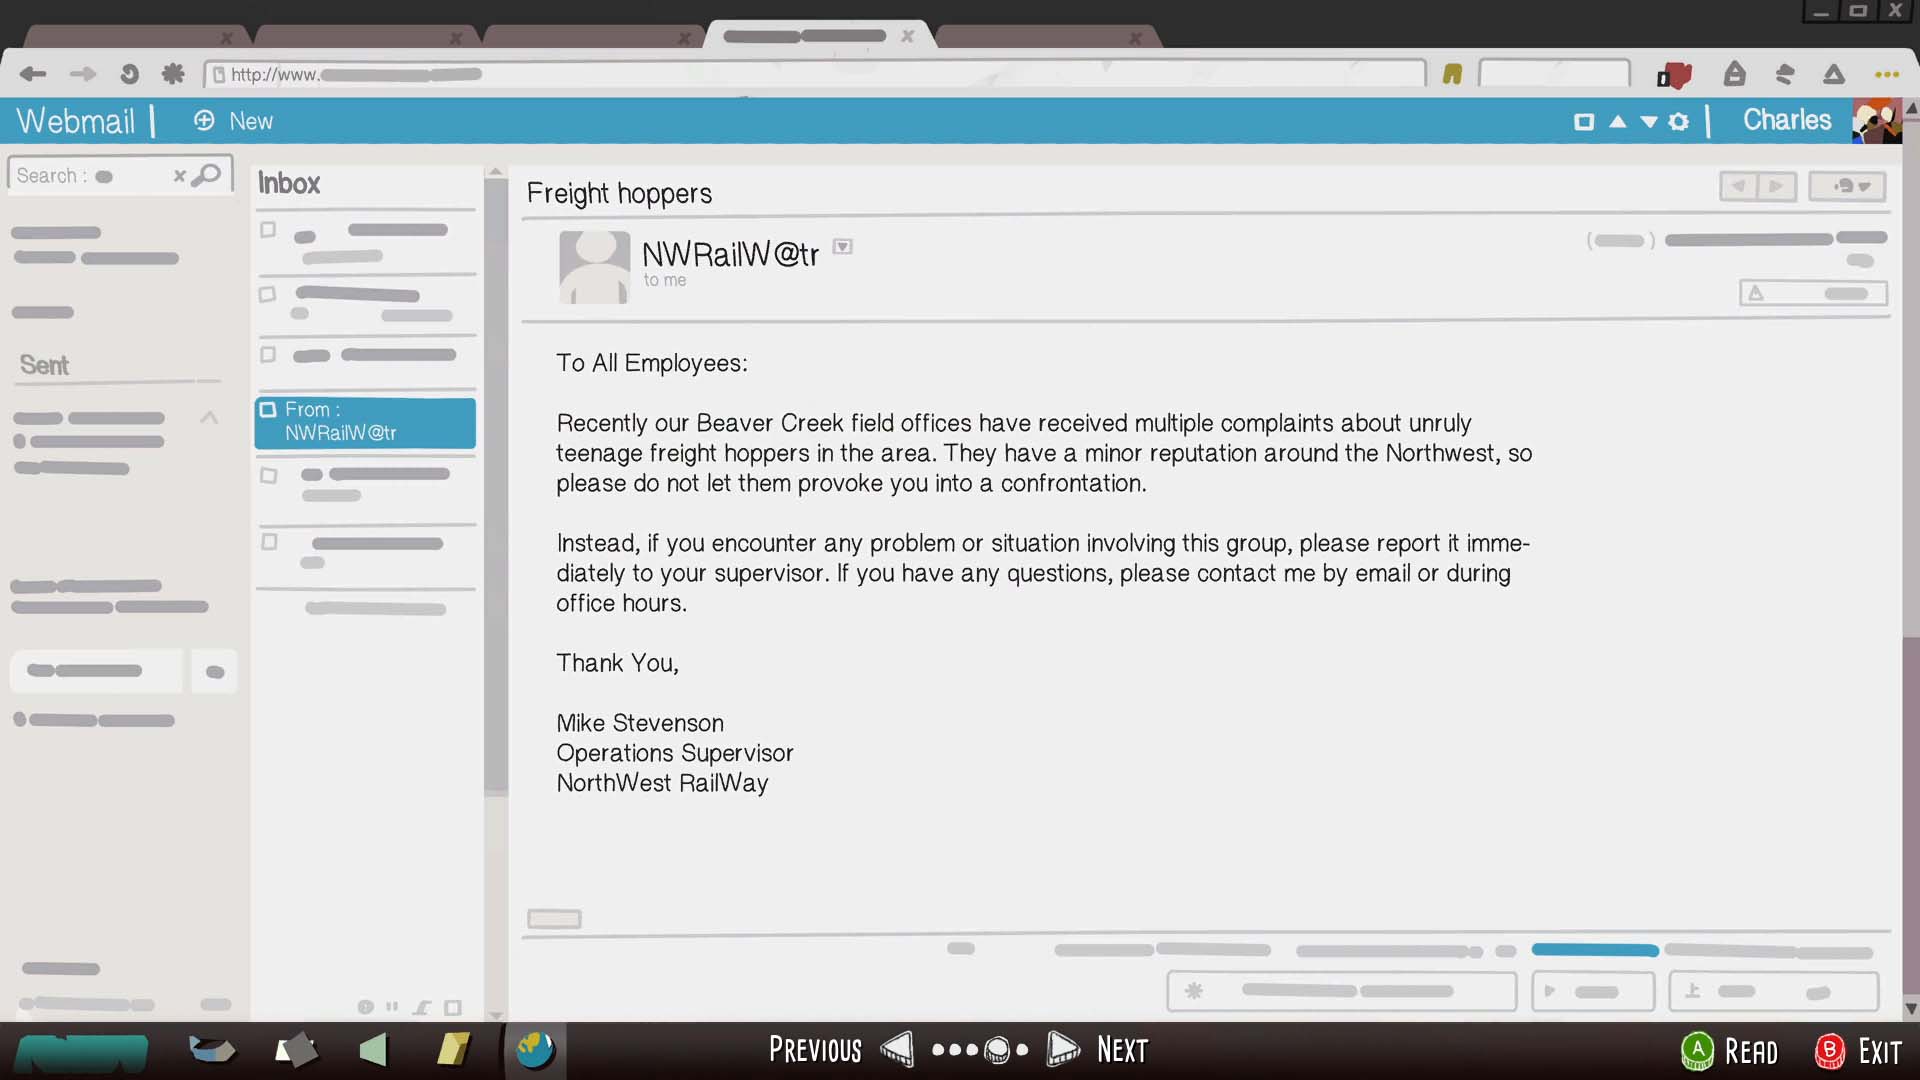 http://www.
Webmail
New
Charles
Search :
Inbox
Freight hoppers
NWRailW@tr
to me
Sent
From :
NWRailW@tr
To All Employees:
Recently our Beaver Creek field offices have received multiple complaints about unruly
teenage freight hoppers in the area. They have a minor reputation around the Northwest, so
please do not let them provoke you into a confrontation.
Instead, if you encounter any problem or situation involving this group, please report it imme-
diately to your supervisor. If you have any questions, please contact me by email or during
office hours.
Thank You,
Mike Stevenson
Operations Supervisor
NorthWest RailWay
PREVIOUS
NEXT
A READ
B EXIT